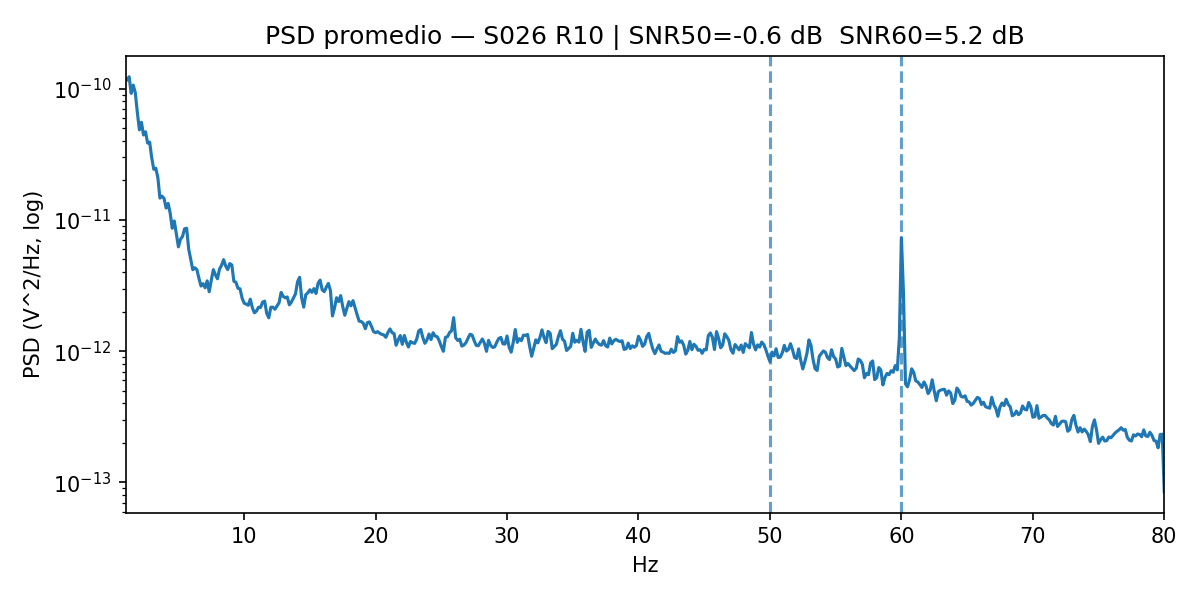 PSD promedio — S026 R10 | SNR50=-0.6 dB  SNR60=5.2 dB
PSD (V^2/Hz, log)
10⁻¹⁰
10⁻¹¹
10⁻¹²
10⁻¹³
10 20 30 40 50 60 70 80
Hz